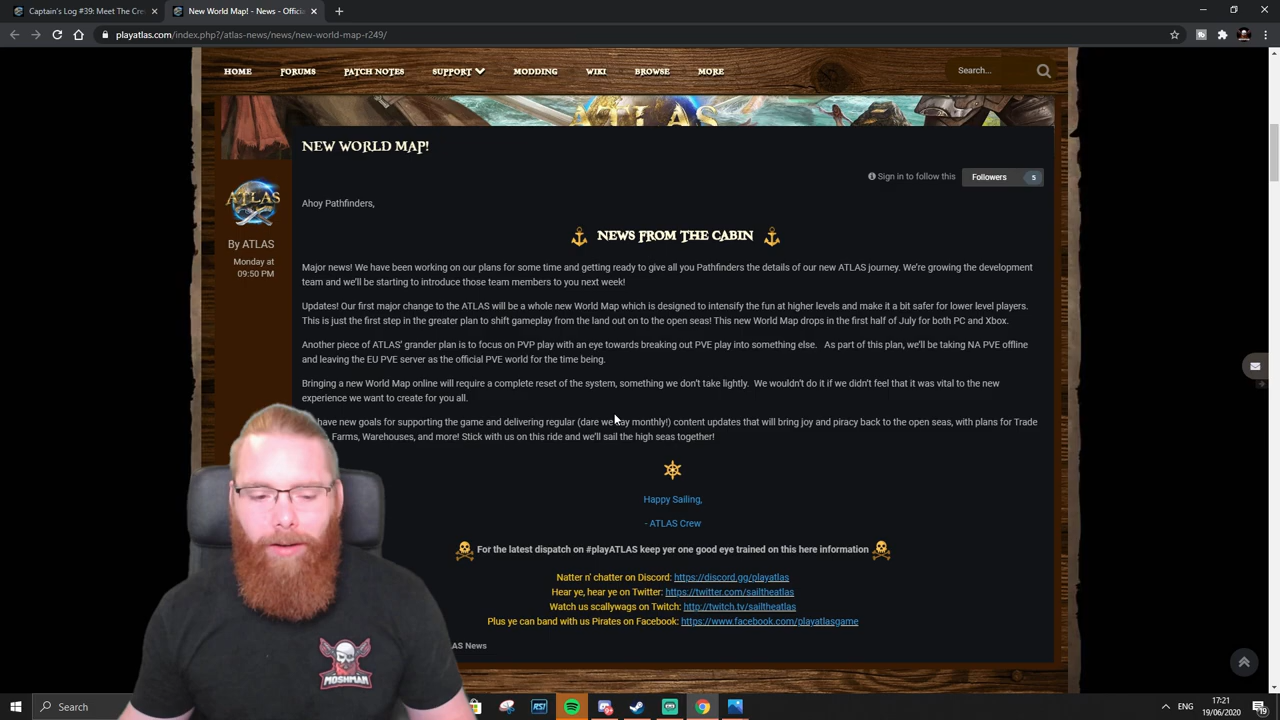 Captain's Log #39: Meet The Cre
New World Map! - News - Of
playatlas.com/index.php?/atlas-news/news/new-world-map-r249/
HOME FORUMS PATCH NOTES SUPPORT MODDING WIKI BROWSE MORE
Search...
ATLAS
NEW WORLD MAP!
Sign in to follow this Followers 5
ATLAS
By ATLAS
Monday at
09:50 PM
Ahoy Pathfinders,
NEWS FROM THE CABIN
Major news! We have been working on our plans for some time and getting ready to give all you Pathfinders the details of our new ATLAS journey. We're growing the development
team and we'll be starting to introduce those team members to you next week!
Updates! Our first major change to the ATLAS will be a whole new World Map which is designed to intensify the fun at higher levels and make it a bit safer for lower level players.
This is just the first step in the greater plan to shift gameplay from the land out on to the open seas! This new World Map drops in the first half of July for both PC and Xbox.
Another piece of ATLAS' grander plan is to focus on PVP play with an eye towards breaking out PVE play into something else. As part of this plan, we'll be taking NA PVE offline
and leaving the EU PVE server as the official PVE world for the time being.
Bringing a new World Map online will require a complete reset of the system, something we don't take lightly. We wouldn't do it if we didn't feel that it was vital to the new
experience we want to create for you all.
have new goals for supporting the game and delivering regular (dare we say monthly!) content updates that will bring joy and piracy back to the open seas, with plans for Trade
Farms, Warehouses, and more! Stick with us on this ride and we'll sail the high seas together!
Happy Sailing,
- ATLAS Crew
For the latest dispatch on #playATLAS keep yer one good eye trained on this here information
Natter n' chatter on Discord: https://discord.gg/playatlas
Hear ye, hear ye on Twitter: https://twitter.com/sailtheatlas
Watch us scallywags on Twitch: http://twitch.tv/sailtheatlas
Plus ye can band with us Pirates on Facebook: https://www.facebook.com/playatlasgame
AS News
MOSHMAN
Search
RSI
ENG
17:21
19/06/2020